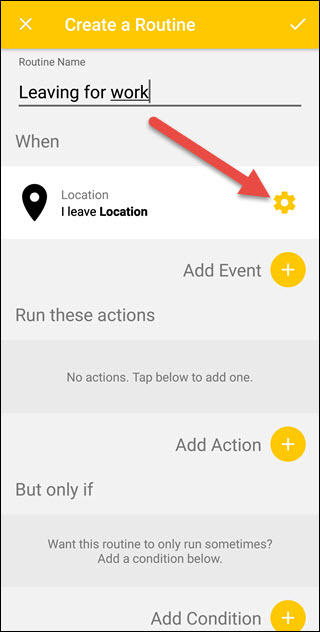 Create a Routine
Routine Name
Leaving for work
When
Location
I leave Location
Add Event
Run these actions
No actions. Tap below to add one.
Add Action
But only if
Want this routine to only run sometimes?
Add a condition below.
Add Condition